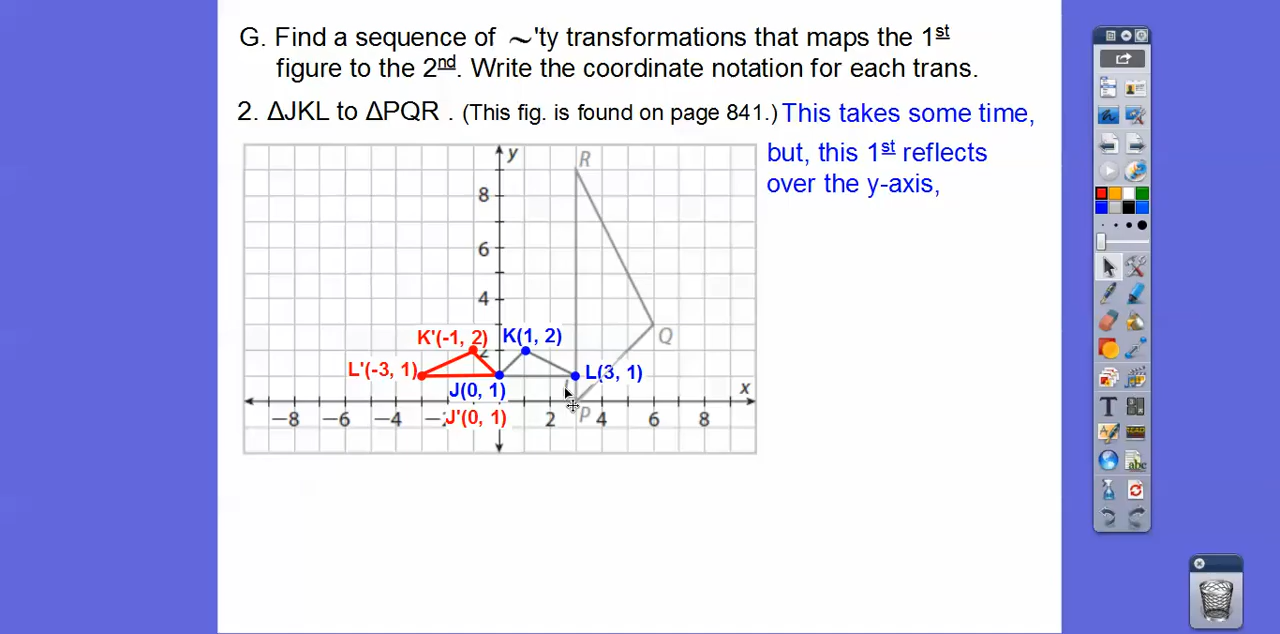 G. Find a sequence of ~'ty transformations that maps the 1st
figure to the 2nd. Write the coordinate notation for each trans.
2. ΔJKL to ΔPQR . (This fig. is found on page 841.) This takes some time,
but, this 1st reflects
over the y-axis,
y
R
8
6
4
K'(-1, 2) 2 K(1, 2) Q
L'(-3, 1) L(3, 1)
J(0, 1) x
−8 −6 −4 J'(0, 1) 2 P 4 6 8